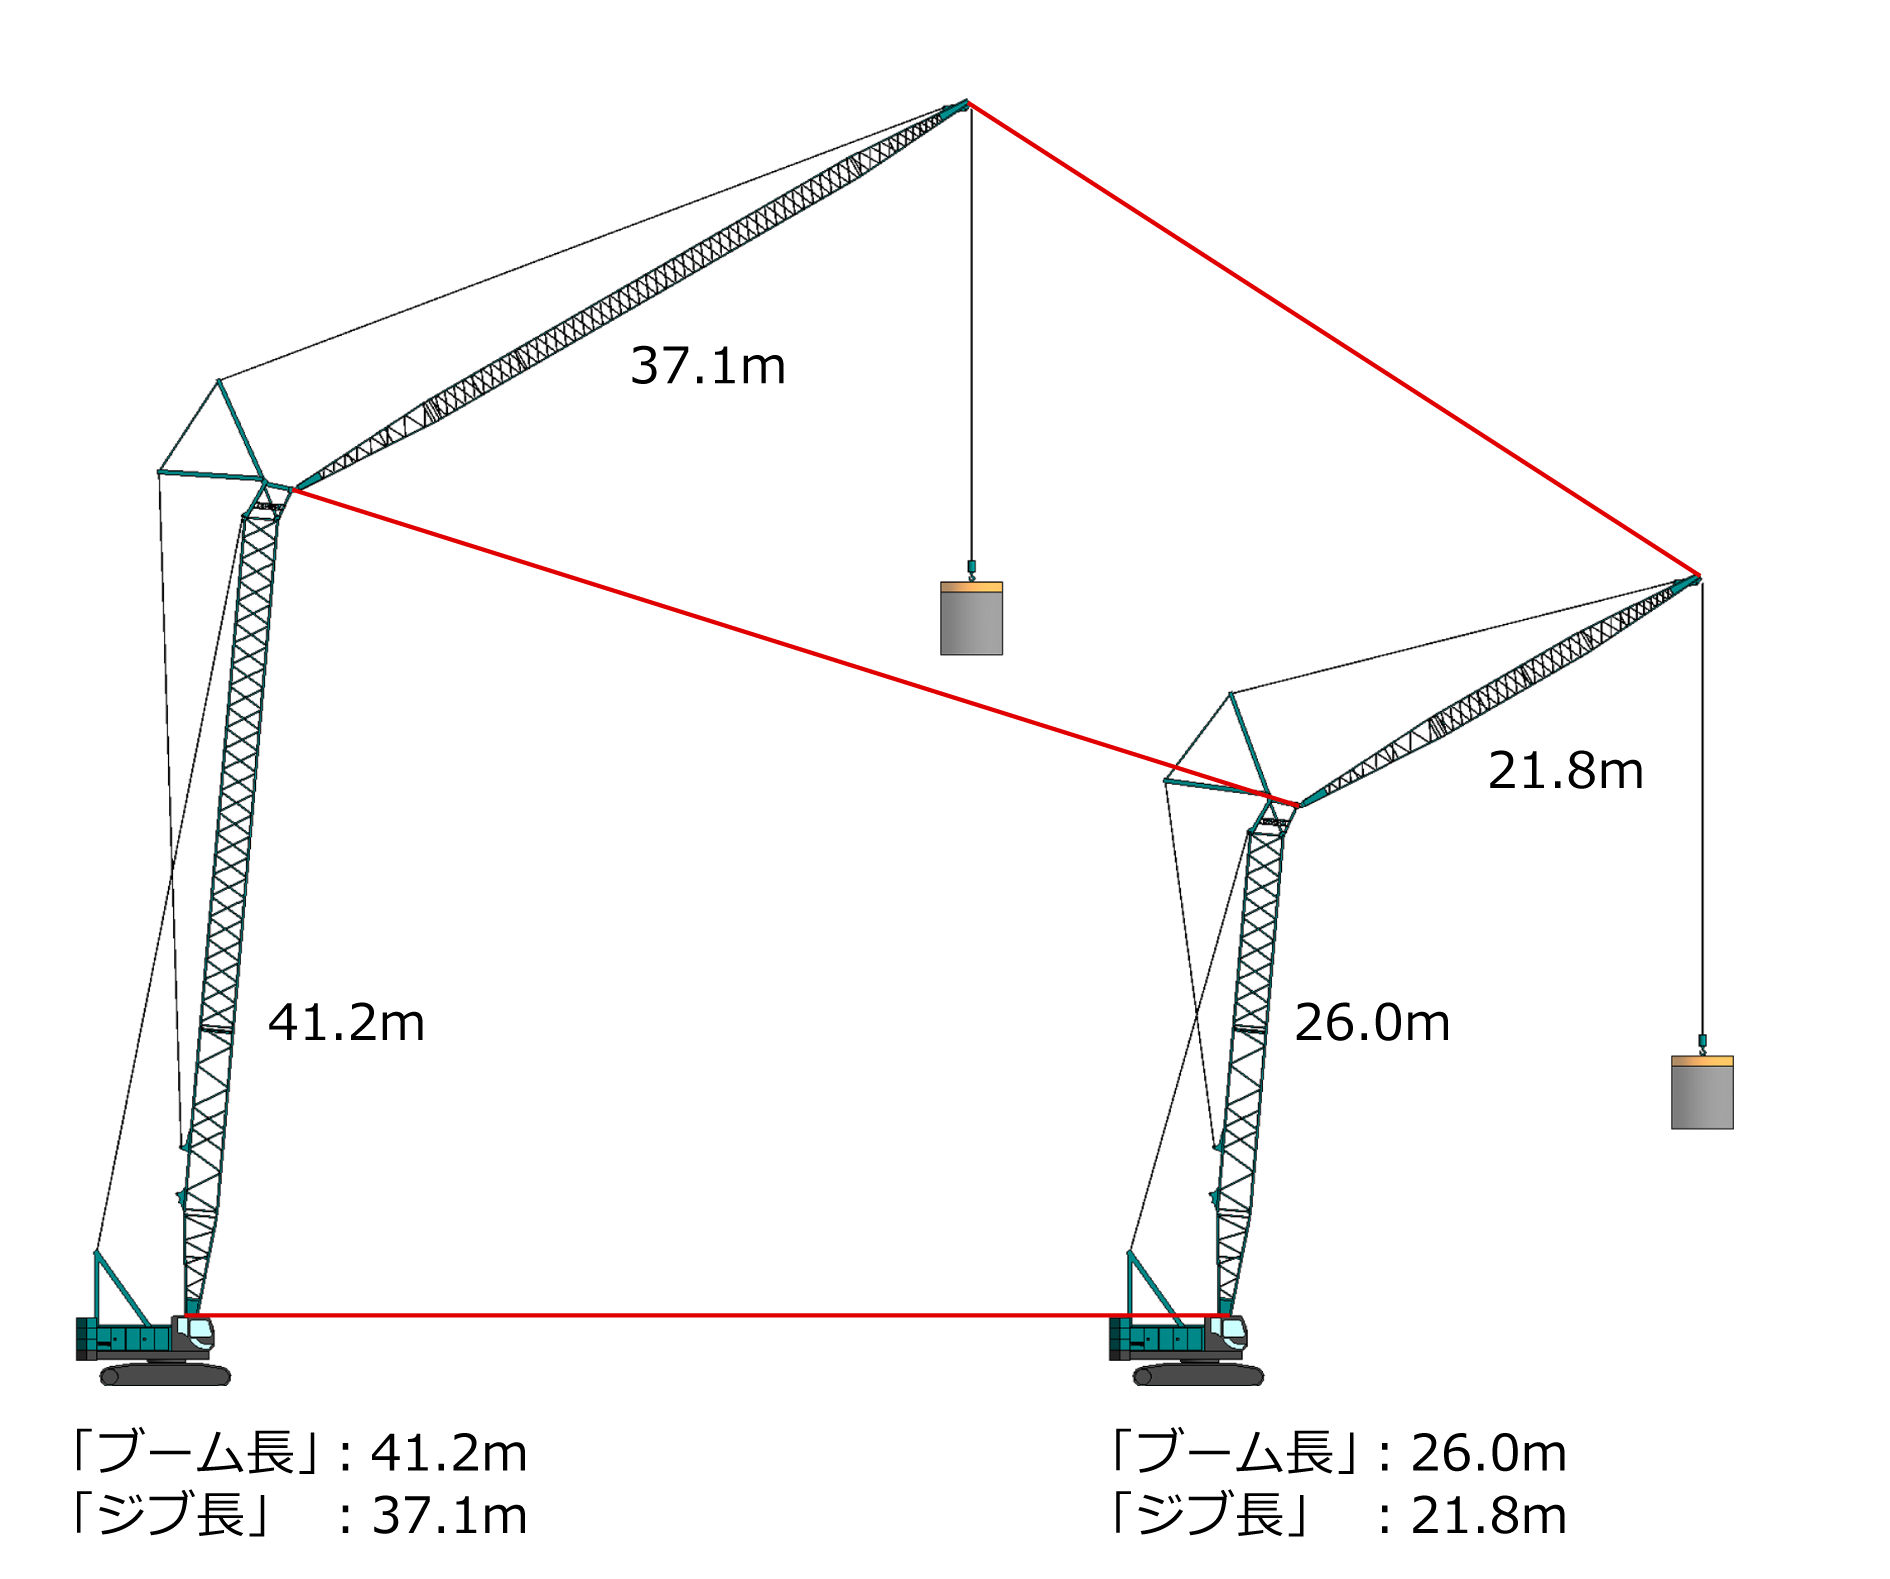 37.1m
21.8m
41.2m
26.0m
「ブーム長」: 41.2m
「ジブ長」 : 37.1m
「ブーム長」: 26.0m
「ジブ長」 : 21.8m